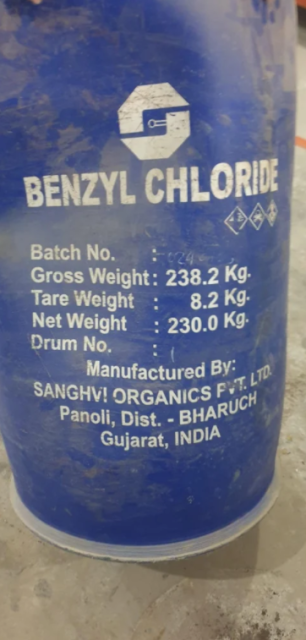 BENZYL CHLORIDE
Batch No. :
Gross Weight : 238.2 Kg.
Tare Weight : 8.2 Kg.
Net Weight : 230.0 Kg.
Drum No. :
Manufactured By:
SANGHVI ORGANICS PVT. LTD.
Panoli, Dist. - BHARUCH
Gujarat, INDIA